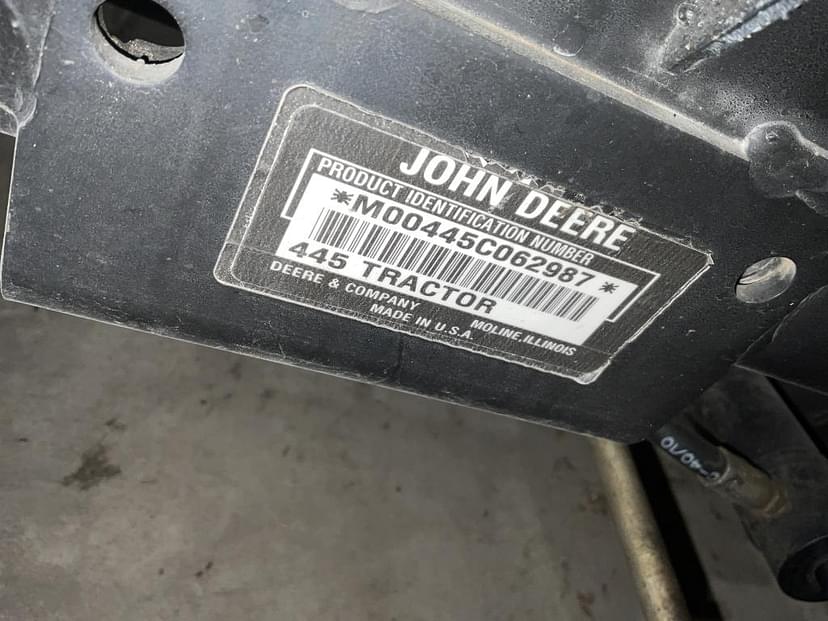 JOHN DEERE
PRODUCT IDENTIFICATION NUMBER
*M00445C062987*
445 TRACTOR
DEERE & COMPANY MOLINE, ILLINOIS
MADE IN U.S.A.